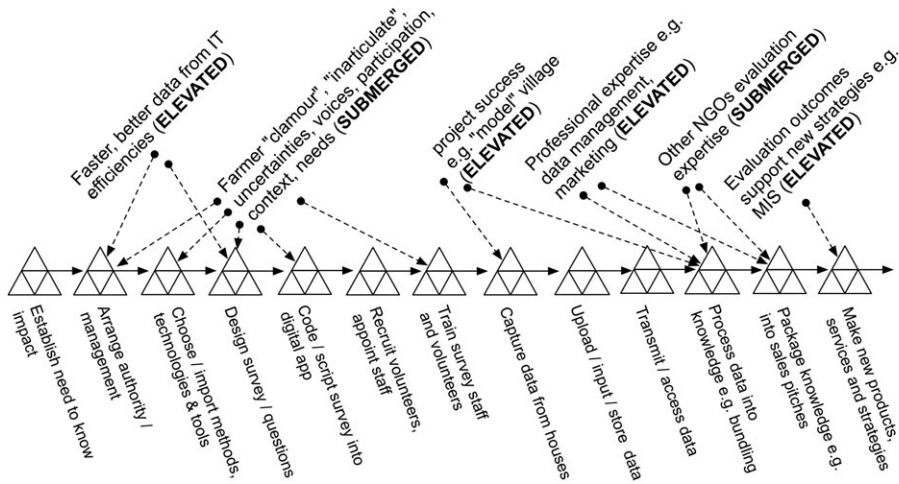 Faster, better data from IT
efficiencies (ELEVATED)
Farmer "clamour", "inarticulate",
uncertainties, voices, participation,
context, needs (SUBMERGED)
project success
e.g. "model" village
(ELEVATED)
Professional expertise e.g.
data management,
marketing (ELEVATED)
Other NGOs evaluation
expertise (SUBMERGED)
Evaluation outcomes
support new strategies e.g.
MIS (ELEVATED)
Establish need to know
impact
Arrange authority /
management
Choose / import methods,
technologies & tools
Design survey / questions
Code / script survey into
digital app
Recruit volunteers,
appoint staff
Train survey staff
and volunteers
Capture data from houses
Upload / input / store data
Transmit / access data
Process data into
knowledge e.g. bundling
Package knowledge e.g.
into sales pitches
Make new products,
services and strategies